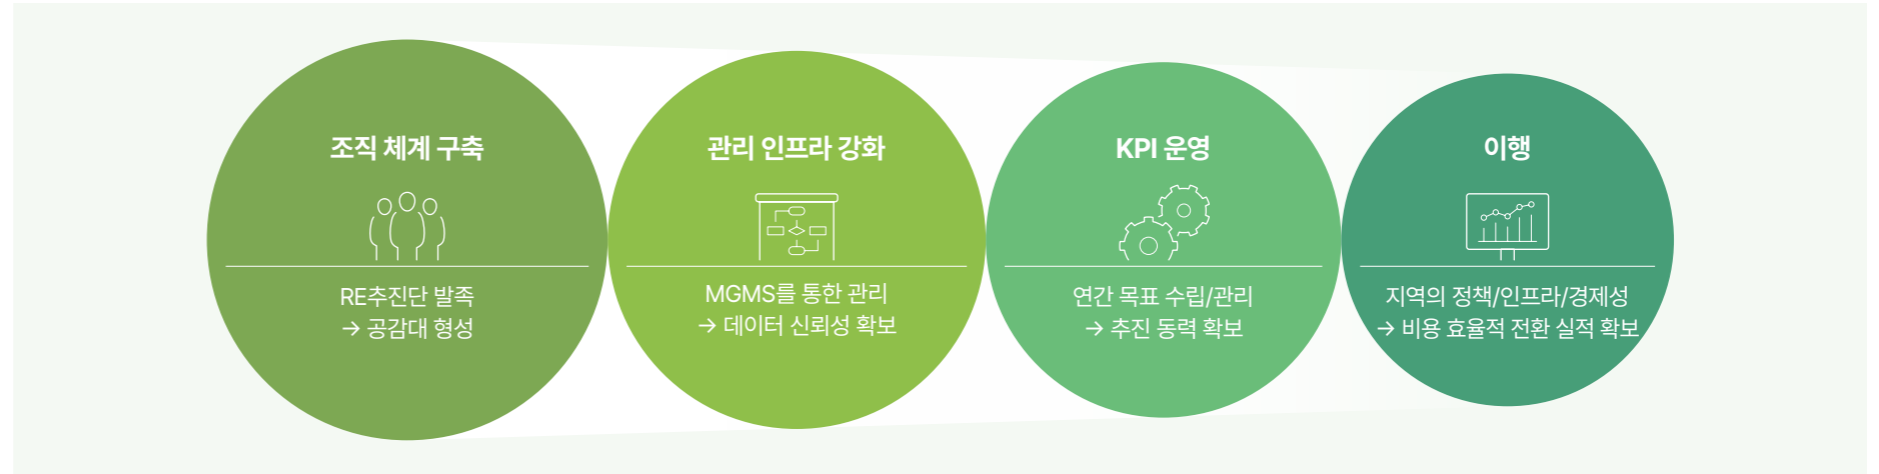 조직 체계 구축
RE추진단 발족
→ 공감대 형성
관리 인프라 강화
MGMS를 통한 관리
→ 데이터 신뢰성 확보
KPI 운영
연간 목표 수립/관리
→ 추진 동력 확보
이행
지역의 정책/인프라/경제성
→ 비용 효율적 전환 실적 확보